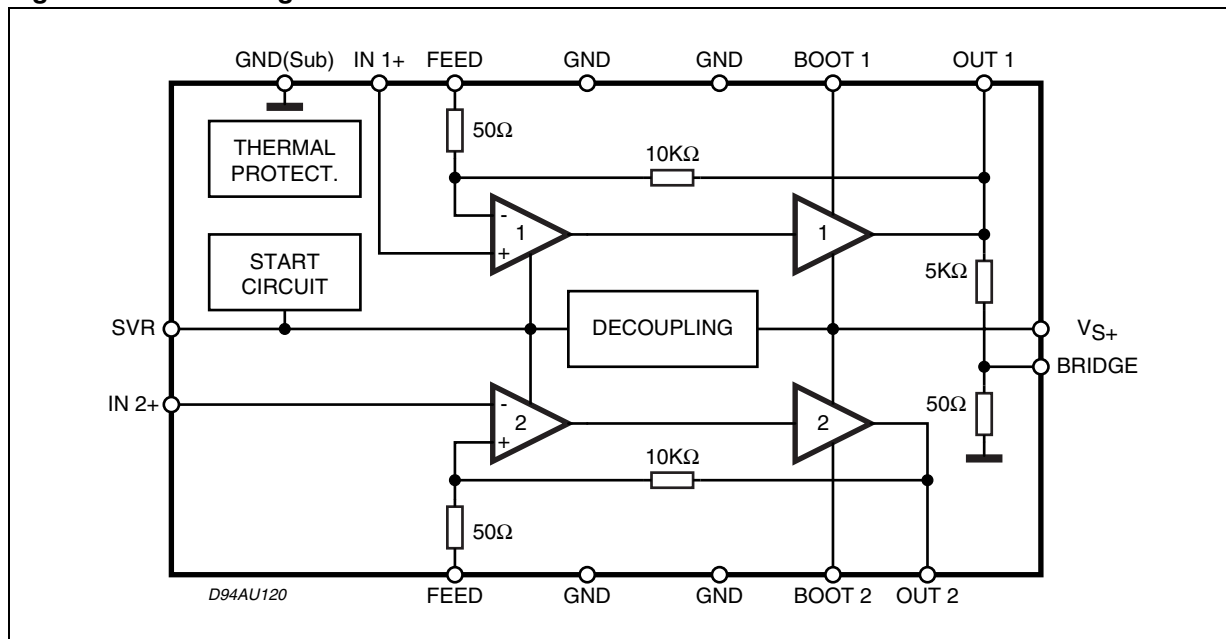 GND(Sub) IN 1+ FEED GND GND BOOT 1 OUT 1
50Ω
THERMAL
PROTECT.
10KΩ
-
+
1
1
START
CIRCUIT
5KΩ
SVR
DECOUPLING
VS+
BRIDGE
IN 2+
-
+
2
2
50Ω
10KΩ
50Ω
D94AU120
FEED GND GND BOOT 2 OUT 2